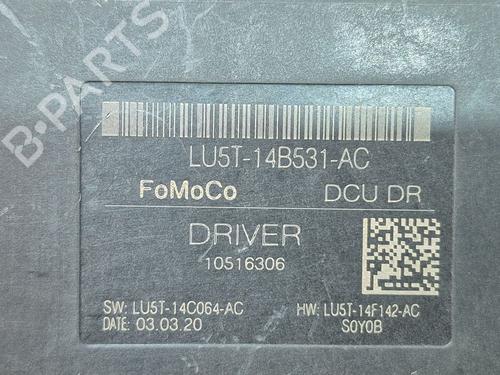 B-PARTS
LU5T-14B531-AC
FoMoCo DCU DR
DRIVER
10516306
SW: LU5T-14C064-AC HW: LU5T-14F142-AC
DATE: 03.03.20 S0Y0B